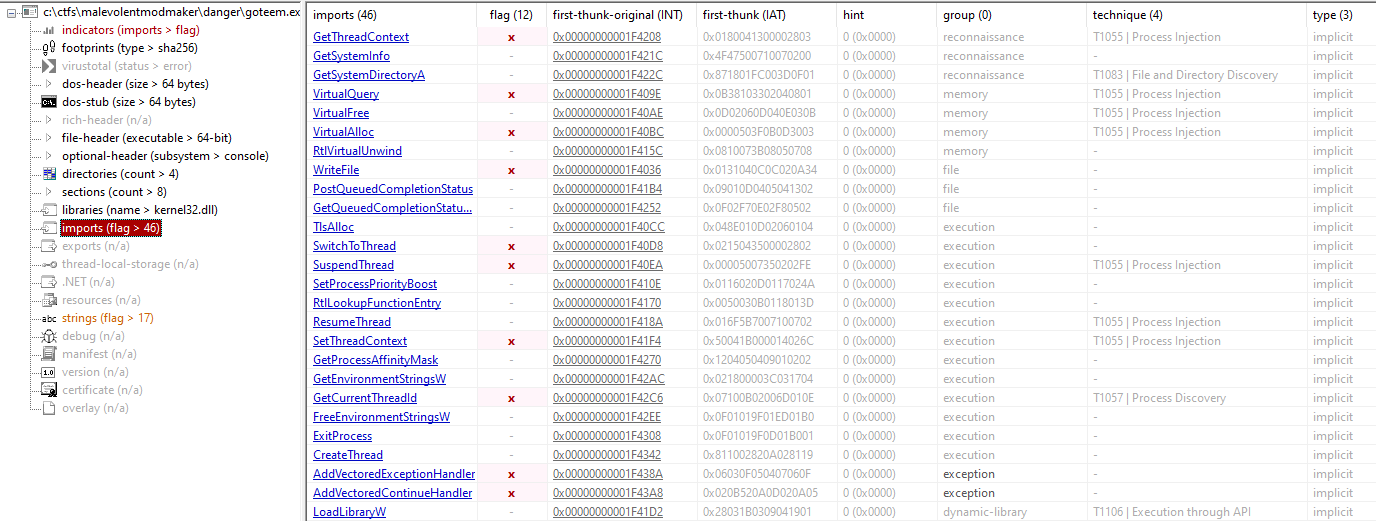 c:\ctfs\malevolentmodmaker\danger\goteem.ex
indicators (imports > flag)
footprints (type > sha256)
virustotal (status > error)
dos-header (size > 64 bytes)
dos-stub (size > 64 bytes)
rich-header (n/a)
file-header (executable > 64-bit)
optional-header (subsystem > console)
directories (count > 4)
sections (count > 8)
libraries (name > kernel32.dll)
imports (flag > 46)
exports (n/a)
thread-local-storage (n/a)
.NET (n/a)
resources (n/a)
abc strings (flag > 17)
debug (n/a)
manifest (n/a)
1.0 version (n/a)
certificate (n/a)
overlay (n/a)
imports (46) flag (12) first-thunk-original (INT) first-thunk (IAT) hint group (0) technique (4) type (3)
GetThreadContext x 0x00000000001F4208 0x0180041300002803 0 (0x0000) reconnaissance T1055 | Process Injection implicit
GetSystemInfo - 0x00000000001F421C 0x4F47500710070200 0 (0x0000) reconnaissance - implicit
GetSystemDirectoryA - 0x00000000001F422C 0x871801FC003D0F01 0 (0x0000) reconnaissance T1083 | File and Directory Discovery implicit
VirtualQuery x 0x00000000001F409E 0x0B38103302040801 0 (0x0000) memory T1055 | Process Injection implicit
VirtualFree - 0x00000000001F40AE 0x0D02060D040E030B 0 (0x0000) memory T1055 | Process Injection implicit
VirtualAlloc x 0x00000000001F40BC 0x0000503F0B0D3003 0 (0x0000) memory T1055 | Process Injection implicit
RtlVirtualUnwind - 0x00000000001F415C 0x0810073B08050708 0 (0x0000) memory - implicit
WriteFile x 0x00000000001F4036 0x0131040C0C020A34 0 (0x0000) file - implicit
PostQueuedCompletionStatus - 0x00000000001F41B4 0x09010D0405041302 0 (0x0000) file - implicit
GetQueuedCompletionStatu... - 0x00000000001F4252 0x0F02F70E02F80502 0 (0x0000) file - implicit
TlsAlloc - 0x00000000001F40CC 0x048E010D02060104 0 (0x0000) execution - implicit
SwitchToThread x 0x00000000001F40D8 0x0215043500002802 0 (0x0000) execution - implicit
SuspendThread x 0x00000000001F40EA 0x00005007350202FE 0 (0x0000) execution T1055 | Process Injection implicit
SetProcessPriorityBoost - 0x00000000001F410E 0x0116020D0117024A 0 (0x0000) execution - implicit
RtlLookupFunctionEntry - 0x00000000001F4170 0x0050030B0118013D 0 (0x0000) execution - implicit
ResumeThread - 0x00000000001F418A 0x016F5B7007100702 0 (0x0000) execution T1055 | Process Injection implicit
SetThreadContext x 0x00000000001F41F4 0x50041B000014026C 0 (0x0000) execution T1055 | Process Injection implicit
GetProcessAffinityMask - 0x00000000001F4270 0x1204050409010202 0 (0x0000) execution - implicit
GetEnvironmentStringsW - 0x00000000001F42AC 0x021800003C031704 0 (0x0000) execution - implicit
GetCurrentThreadId x 0x00000000001F42C6 0x07100B02006D010E 0 (0x0000) execution T1057 | Process Discovery implicit
FreeEnvironmentStringsW - 0x00000000001F42EE 0x0F01019F01ED01B0 0 (0x0000) execution - implicit
ExitProcess - 0x00000000001F4308 0x0F01019F0D01B001 0 (0x0000) execution - implicit
CreateThread - 0x00000000001F4342 0x811002820A028119 0 (0x0000) execution - implicit
AddVectoredExceptionHandler x 0x00000000001F438A 0x06030F050407060F 0 (0x0000) exception - implicit
AddVectoredContinueHandler x 0x00000000001F43A8 0x020B520A0D020A05 0 (0x0000) exception - implicit
LoadLibraryW - 0x00000000001F41D2 0x28031B0309041901 0 (0x0000) dynamic-library T1106 | Execution through API implicit